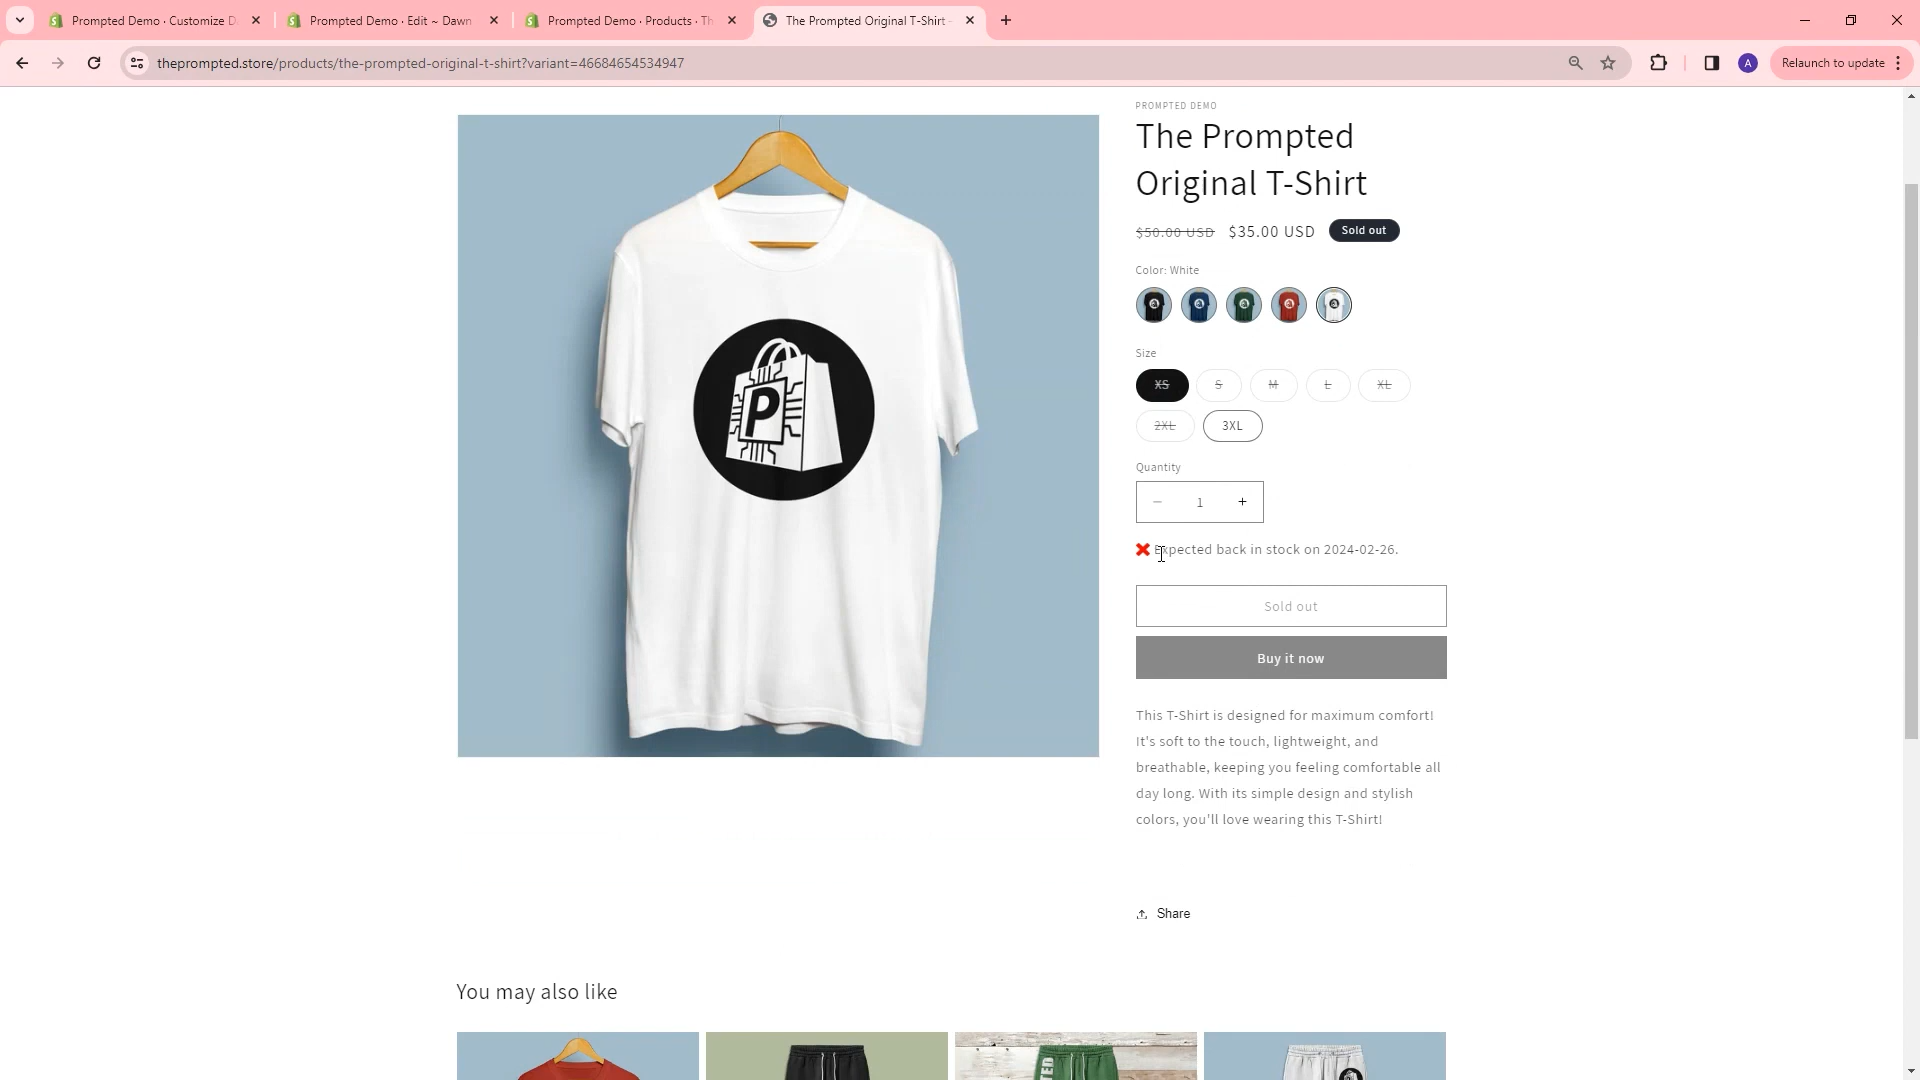 Prompted Demo · Customize D
Prompted Demo · Edit ~ Dawn
Prompted Demo · Products · Th
The Prompted Original T-Shirt
theprompted.store/products/the-prompted-original-t-shirt?variant=46684654534947
A
Relaunch to update
PROMPTED DEMO
The Prompted
Original T-Shirt
$50.00 USD $35.00 USD Sold out
Color: White
Size
XS S M L XL
2XL 3XL
Quantity
− 1 +
Expected back in stock on 2024-02-26.
Sold out
Buy it now
This T-Shirt is designed for maximum comfort!
It's soft to the touch, lightweight, and
breathable, keeping you feeling comfortable all
day long. With its simple design and stylish
colors, you'll love wearing this T-Shirt!
Share
P
You may also like